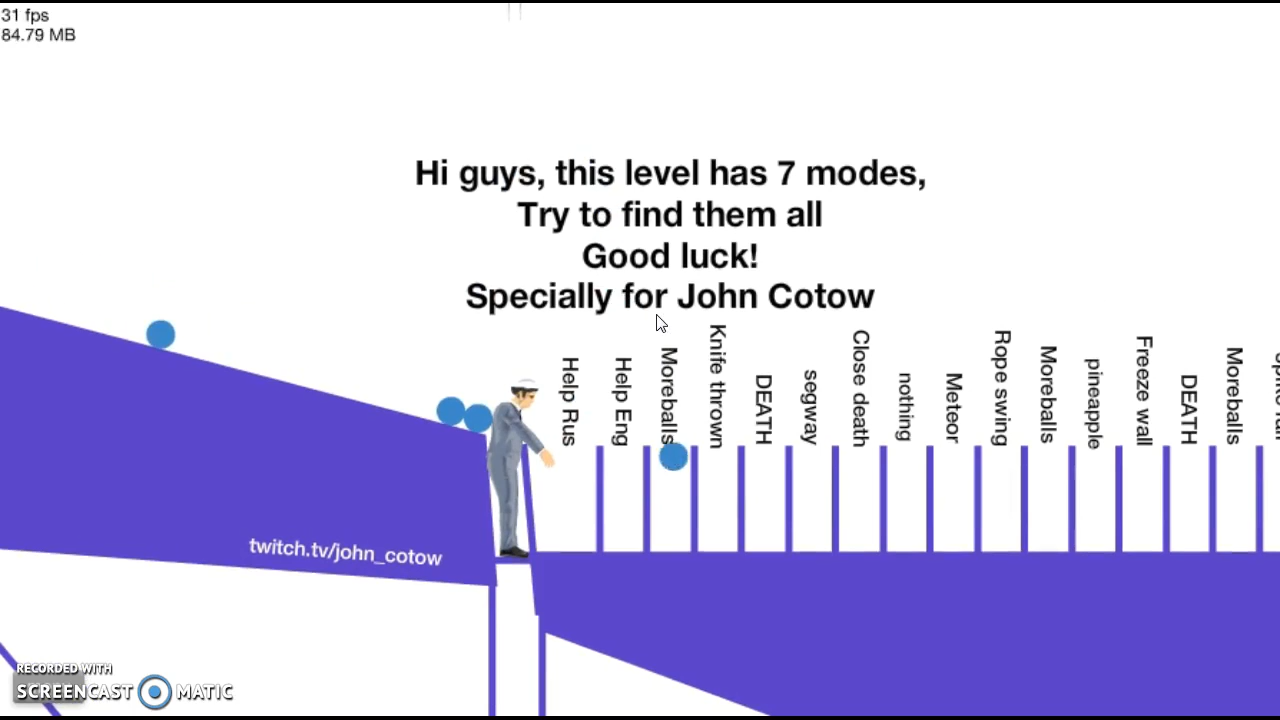 31 fps
84.79 MB
Hi guys, this level has 7 modes,
Try to find them all
Good luck!
Specially for John Cotow
Help Rus
Help Eng
Moreballs
Knife thrown
DEATH
segway
Close death
nothing
Meteor
Rope swing
Moreballs
pineapple
Freeze wall
DEATH
Moreballs
twitch.tv/john_cotow
RECORDED WITH
SCREENCAST MATIC